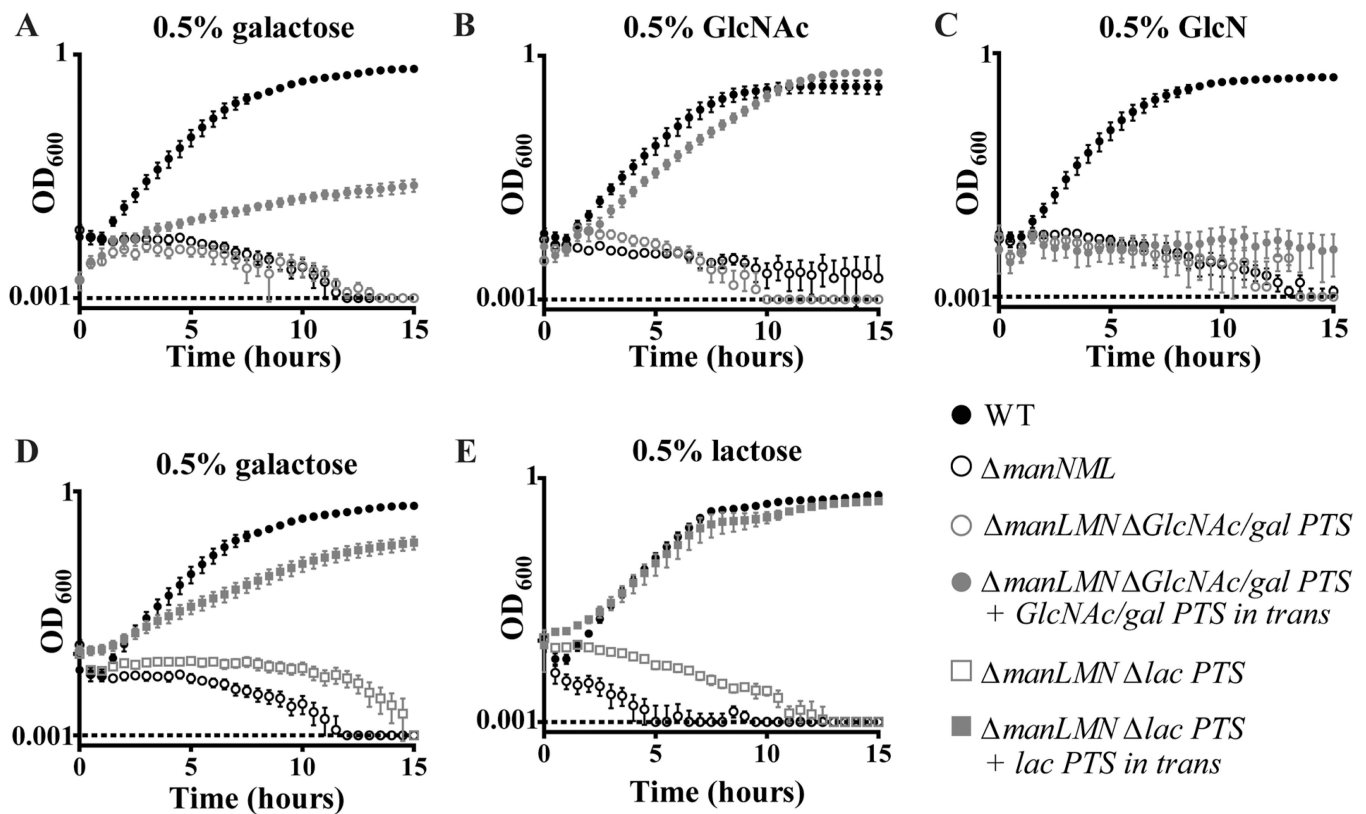 A
0.5% galactose
1
OD600
0.001
0 5 10 15
Time (hours)
B
0.5% GlcNAc
1
OD600
0.001
0 5 10 15
Time (hours)
C
0.5% GlcN
1
OD600
0.001
0 5 10 15
Time (hours)
D
0.5% galactose
1
OD600
0.001
0 5 10 15
Time (hours)
E
0.5% lactose
1
OD600
0.001
0 5 10 15
Time (hours)
WT
ΔmanNML
ΔmanLMNΔGlcNAc/gal PTS
ΔmanLMNΔGlcNAc/gal PTS
+ GlcNAc/gal PTS in trans
ΔmanLMN Δlac PTS
ΔmanLMN Δlac PTS
+ lac PTS in trans